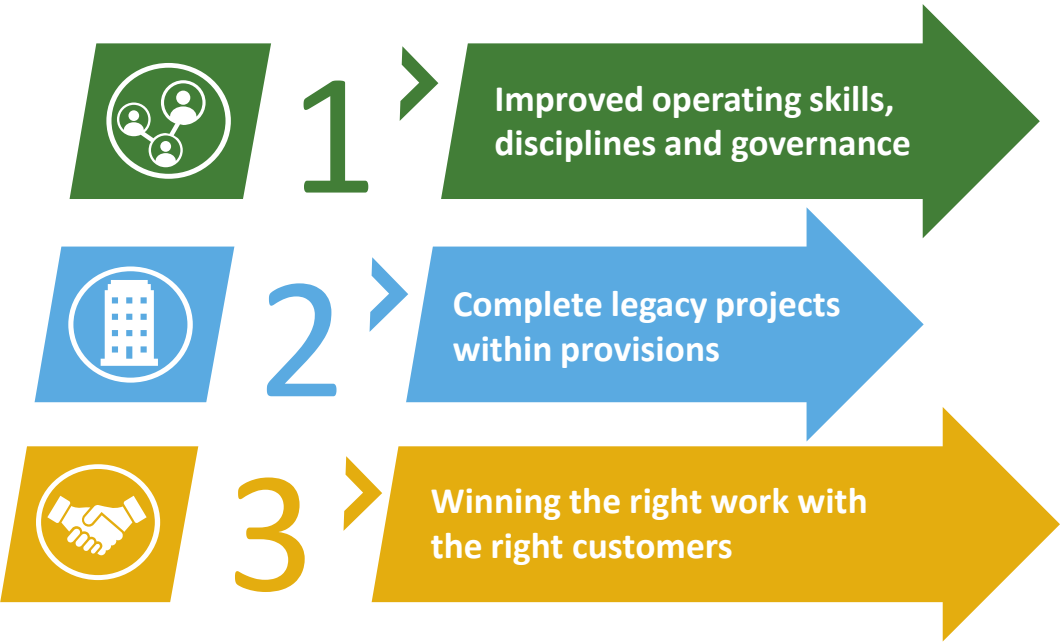 1
Improved operating skills,
disciplines and governance
2
Complete legacy projects
within provisions
3
Winning the right work with
the right customers